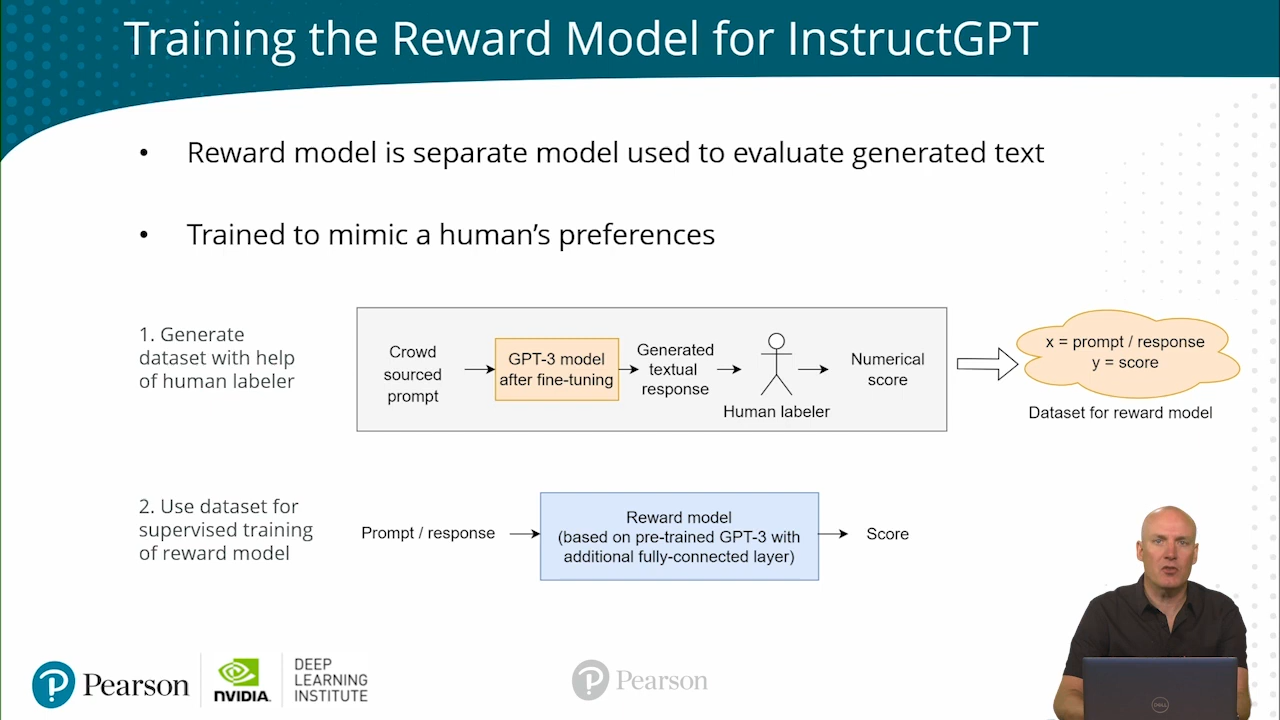 Training the Reward Model for InstructGPT
• Reward model is separate model used to evaluate generated text
• Trained to mimic a human’s preferences
1. Generate
dataset with help
of human labeler
Crowd
sourced
prompt
GPT-3 model
after fine-tuning
Generated
textual
response
Human labeler
Numerical
score
x = prompt / response
y = score
Dataset for reward model
2. Use dataset for
supervised training
of reward model
Prompt / response
Reward model
(based on pre-trained GPT-3 with
additional fully-connected layer)
Score
Pearson
NVIDIA.
DEEP
LEARNING
INSTITUTE
Pearson
DELL